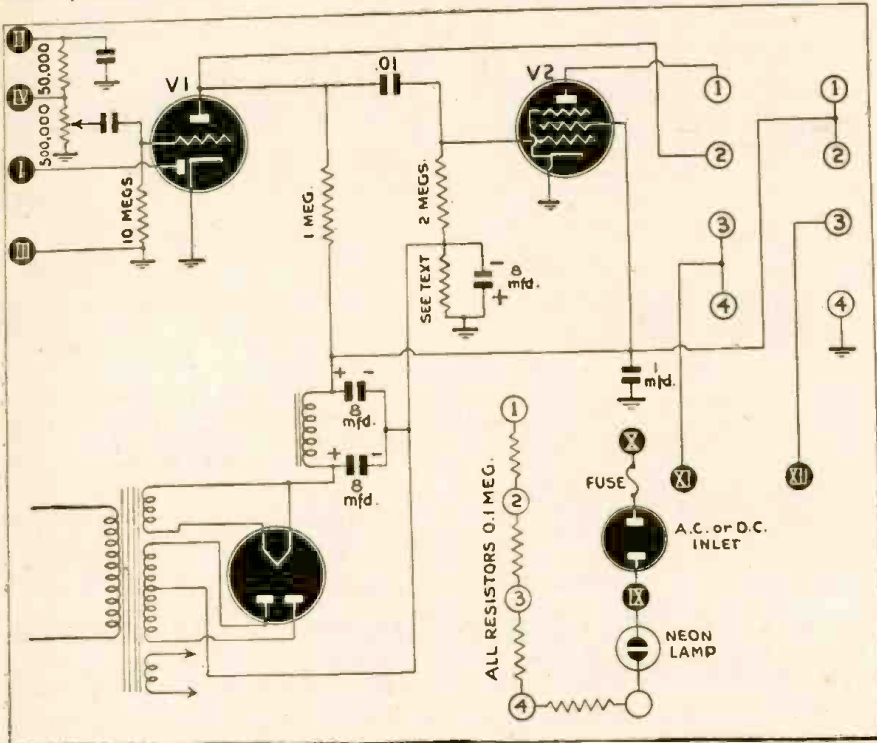 II
50,000
IV
500,000
I
III
10 MEGS.
V1
.01
1 MEG.
2 MEGS.
SEE TEXT
-
8
mfd.
+
V2
1
2
3
4
1
2
3
4
+ -
8
mfd.
+ -
8
mfd.
1
mfd.
ALL RESISTORS 0.1 MEG.
1
2
3
4
X
FUSE
A.C. or D.C.
INLET
IX
NEON
LAMP
XI
XII